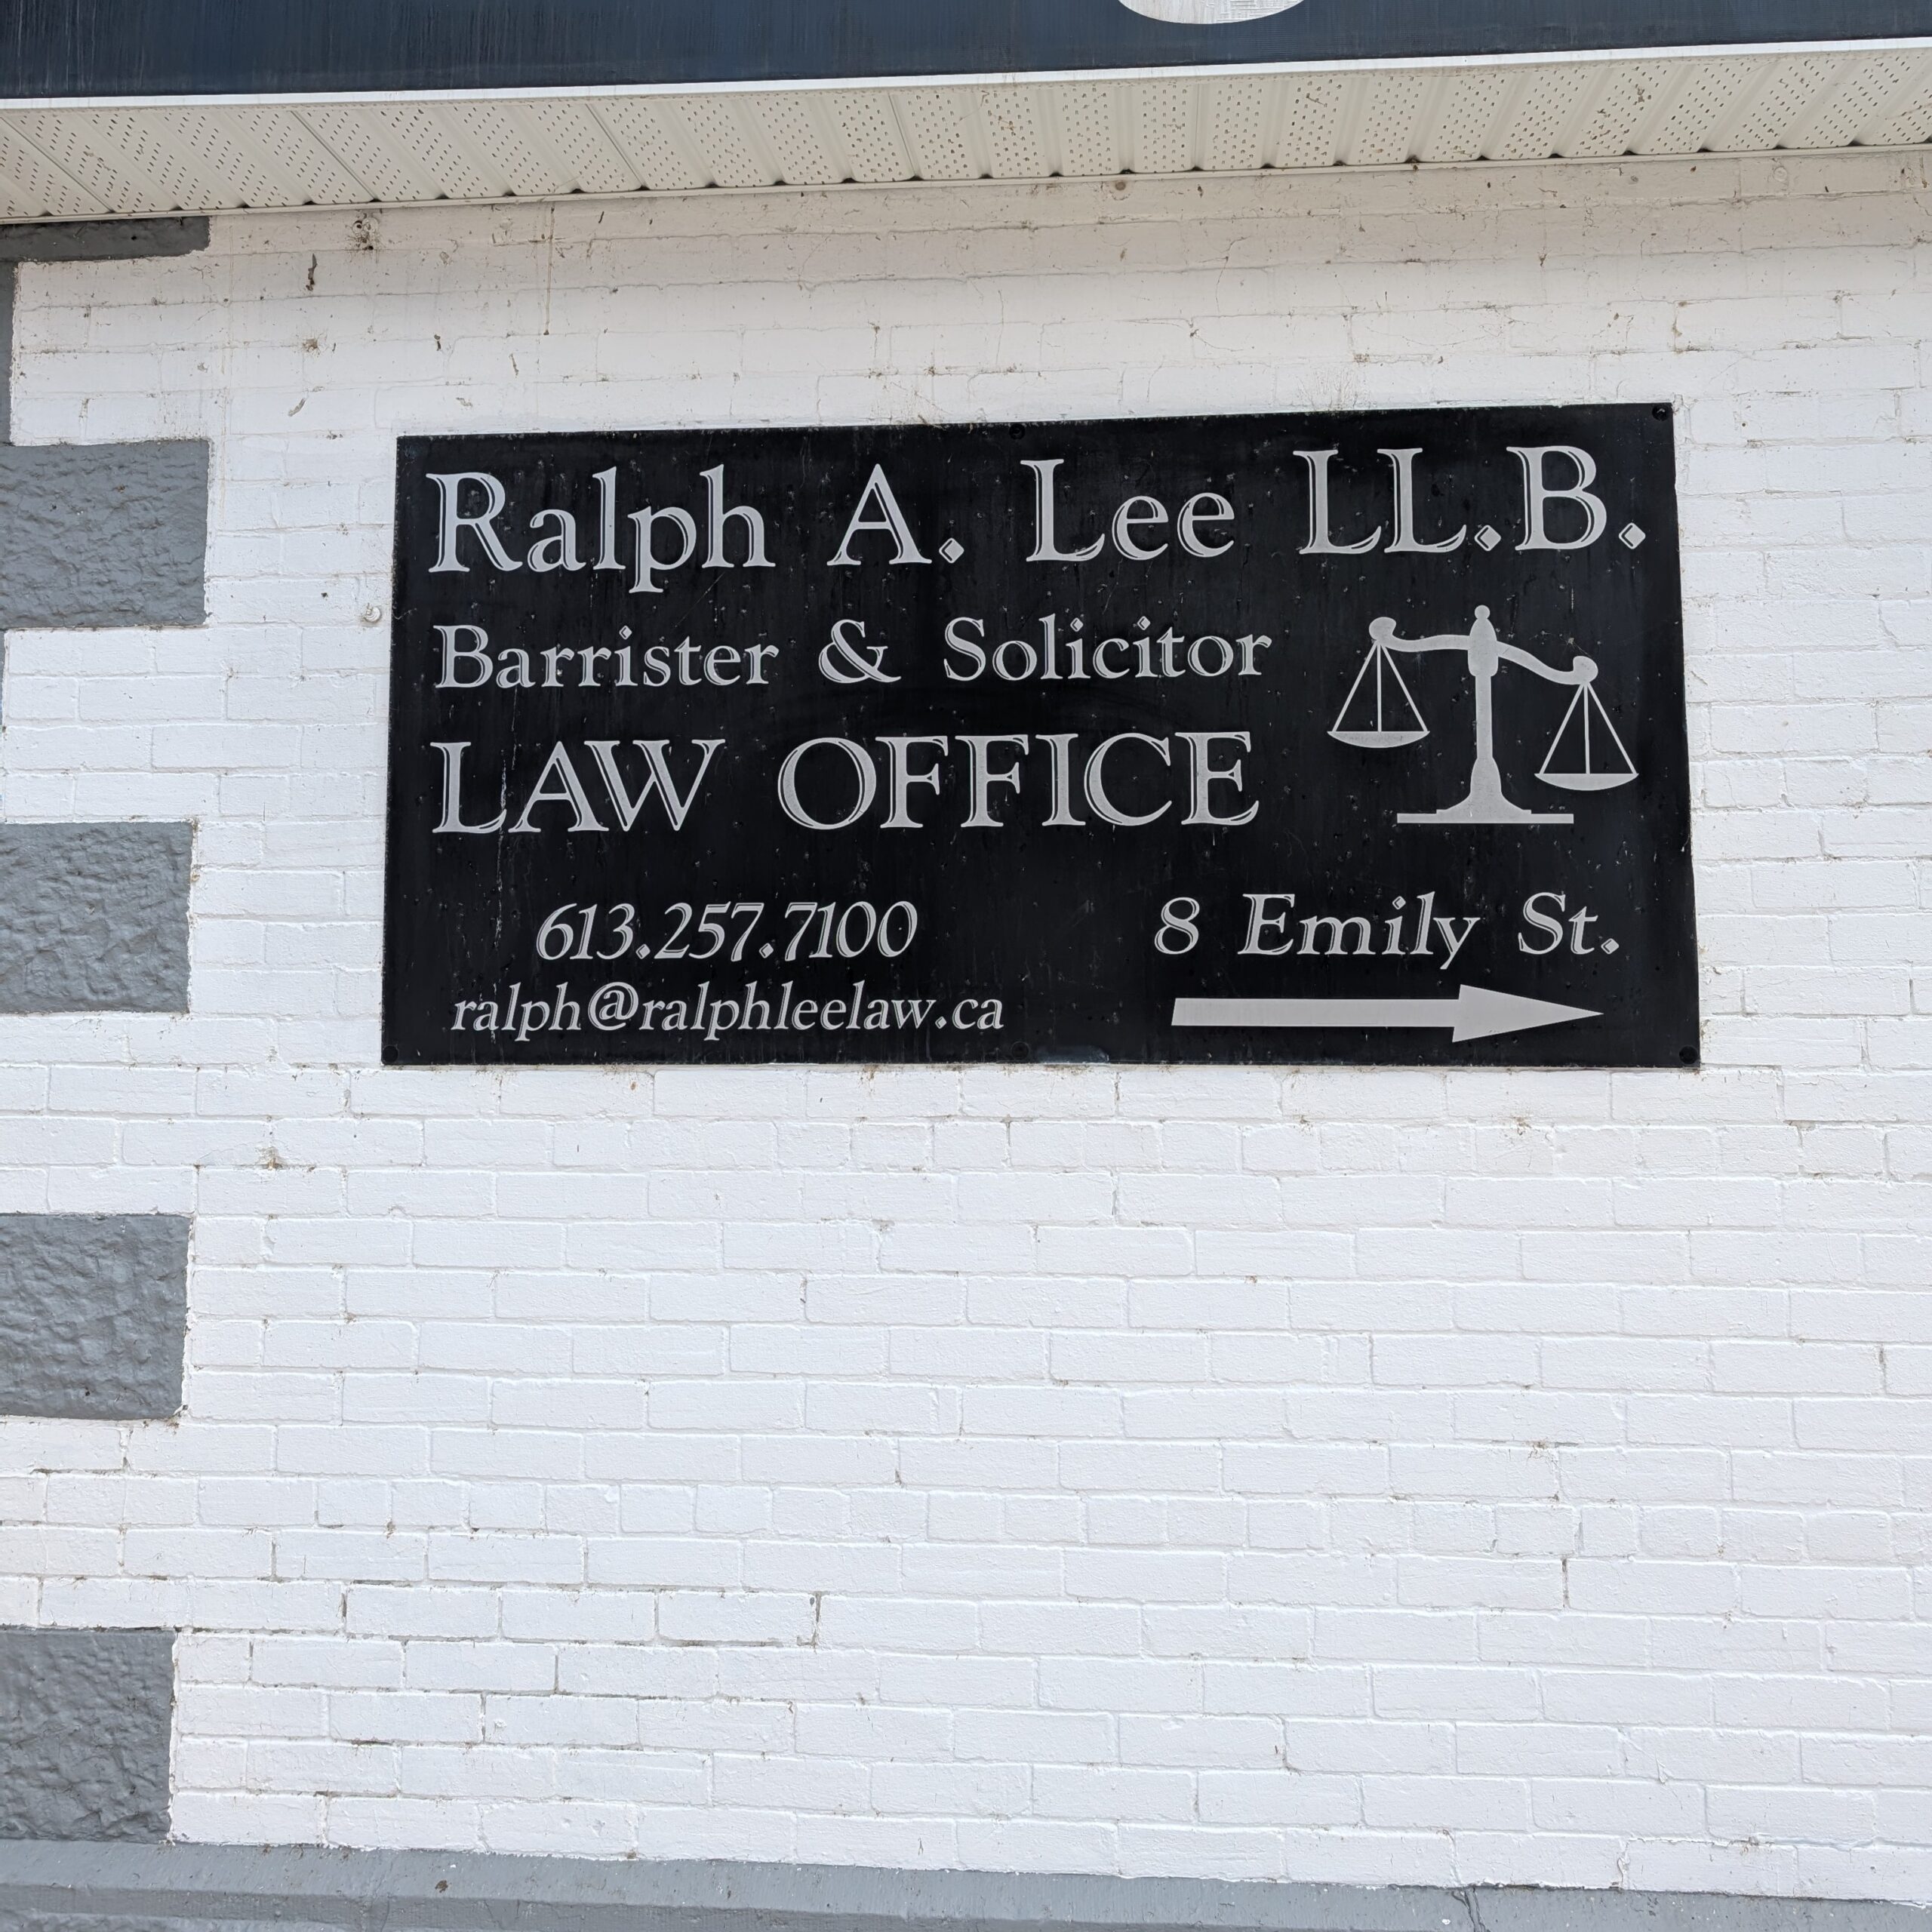 Ralph A. Lee LL.B.
Barrister & Solicitor
LAW OFFICE
613.257.7100
8 Emily St.
ralph@ralphleelaw.ca